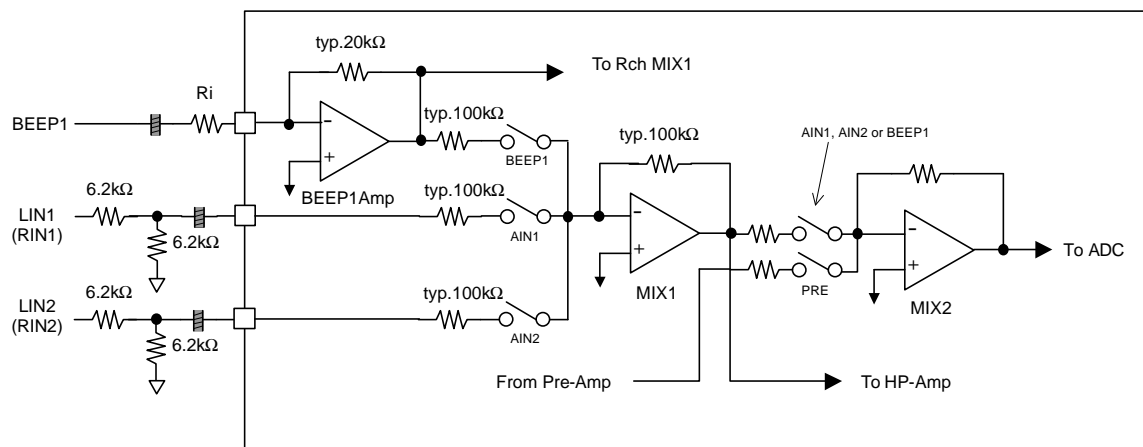 typ.20kΩ
To Rch MIX1
Ri
BEEP1
−
+
typ.100kΩ
BEEP1
BEEP1Amp
typ.100kΩ
AIN1, AIN2 or BEEP1
6.2kΩ
LIN1
(RIN1)
6.2kΩ
typ.100kΩ
AIN1
−
+
MIX1
PRE
−
+
MIX2
To ADC
6.2kΩ
LIN2
(RIN2)
6.2kΩ
typ.100kΩ
AIN2
From Pre-Amp
To HP-Amp